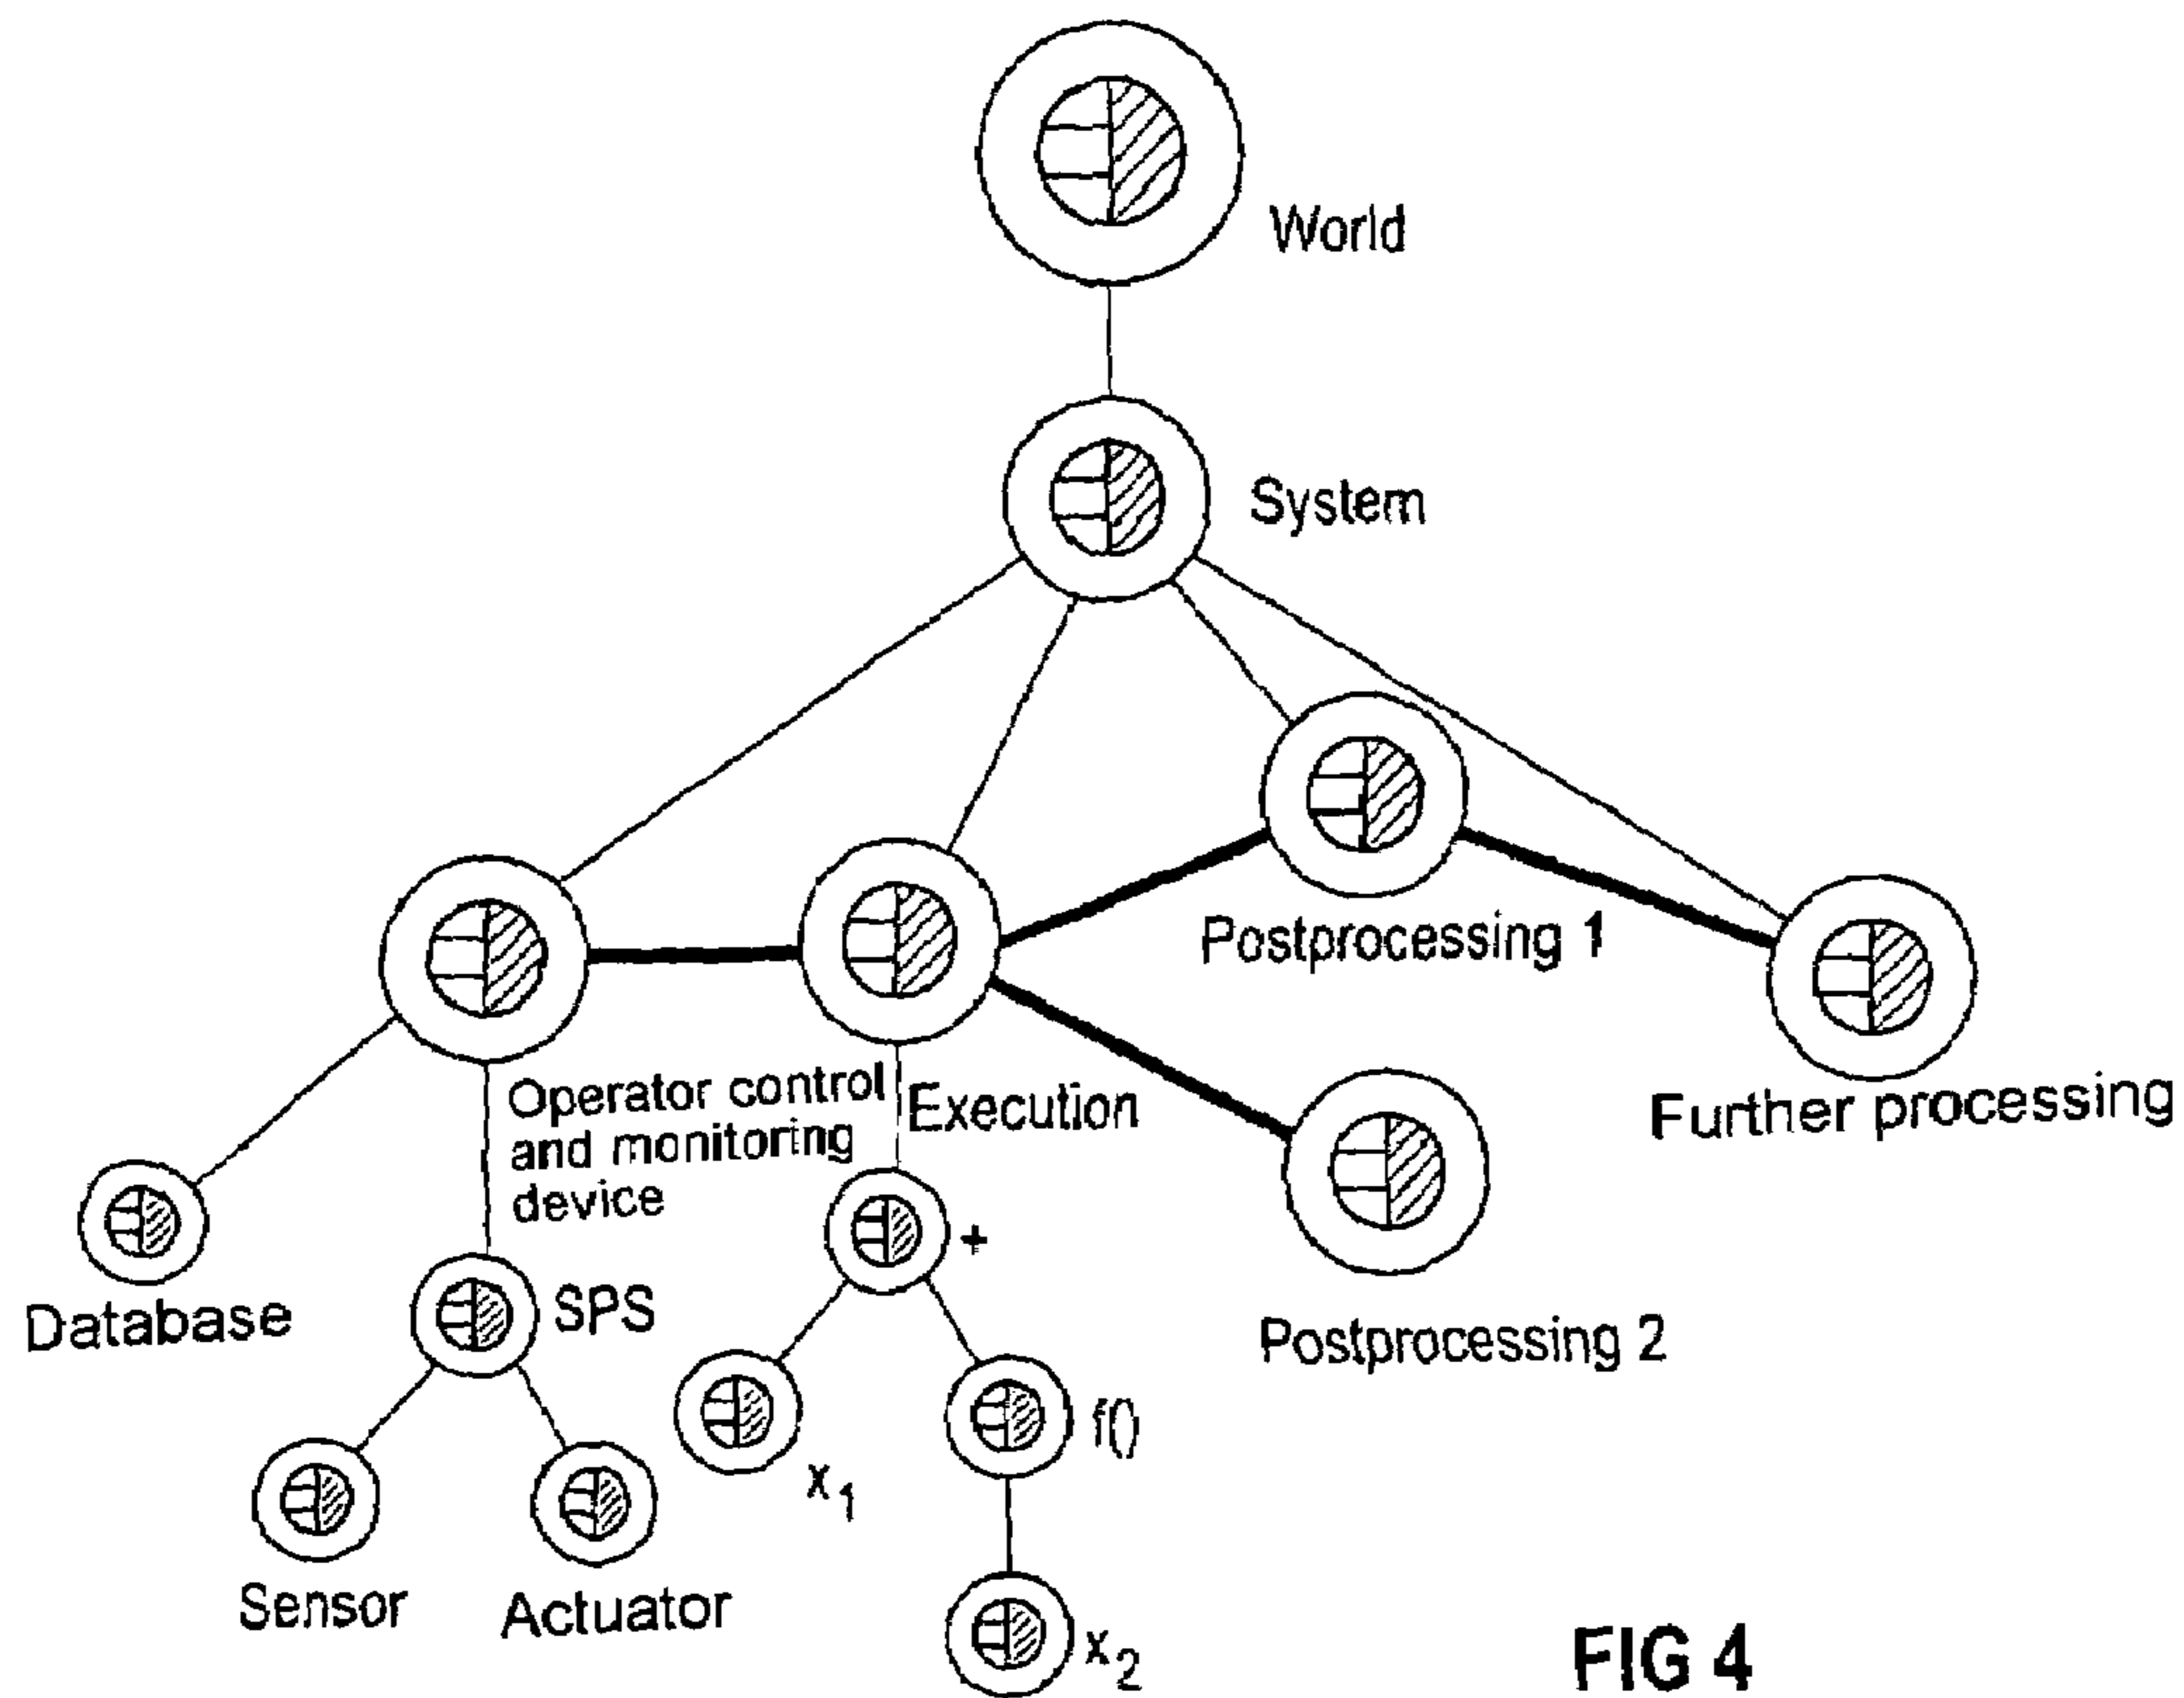 World
System
Postprocessing 1
Operator control
and monitoring
device
Execution
Further processing
+
Database
SPS
Postprocessing 2
f()
x₁
Sensor
Actuator
x₂
FIG 4